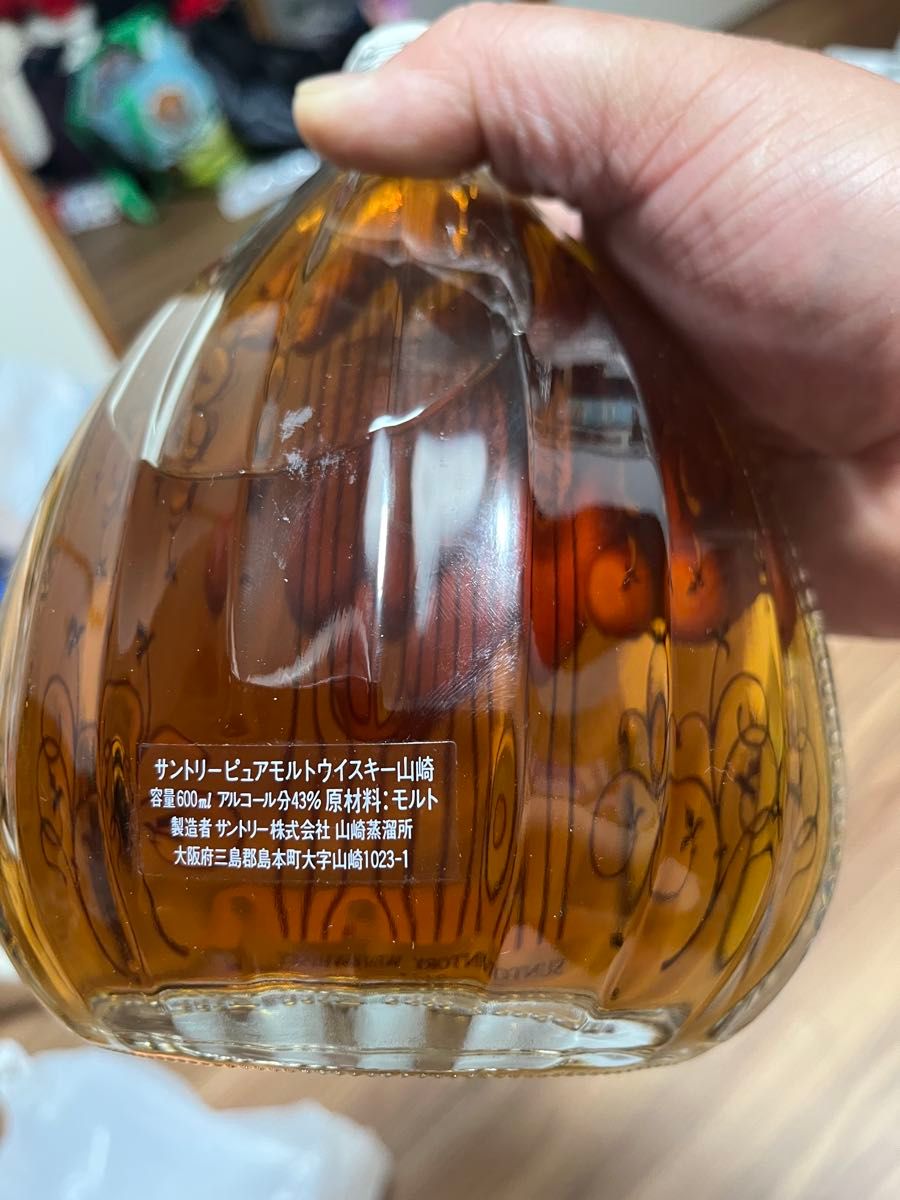 サントリーピュアモルトウイスキー山崎
容量600ml アルコール分43% 原材料：モルト
製造者 サントリー株式会社 山崎蒸溜所
大阪府三島郡島本町大字山崎1023-1